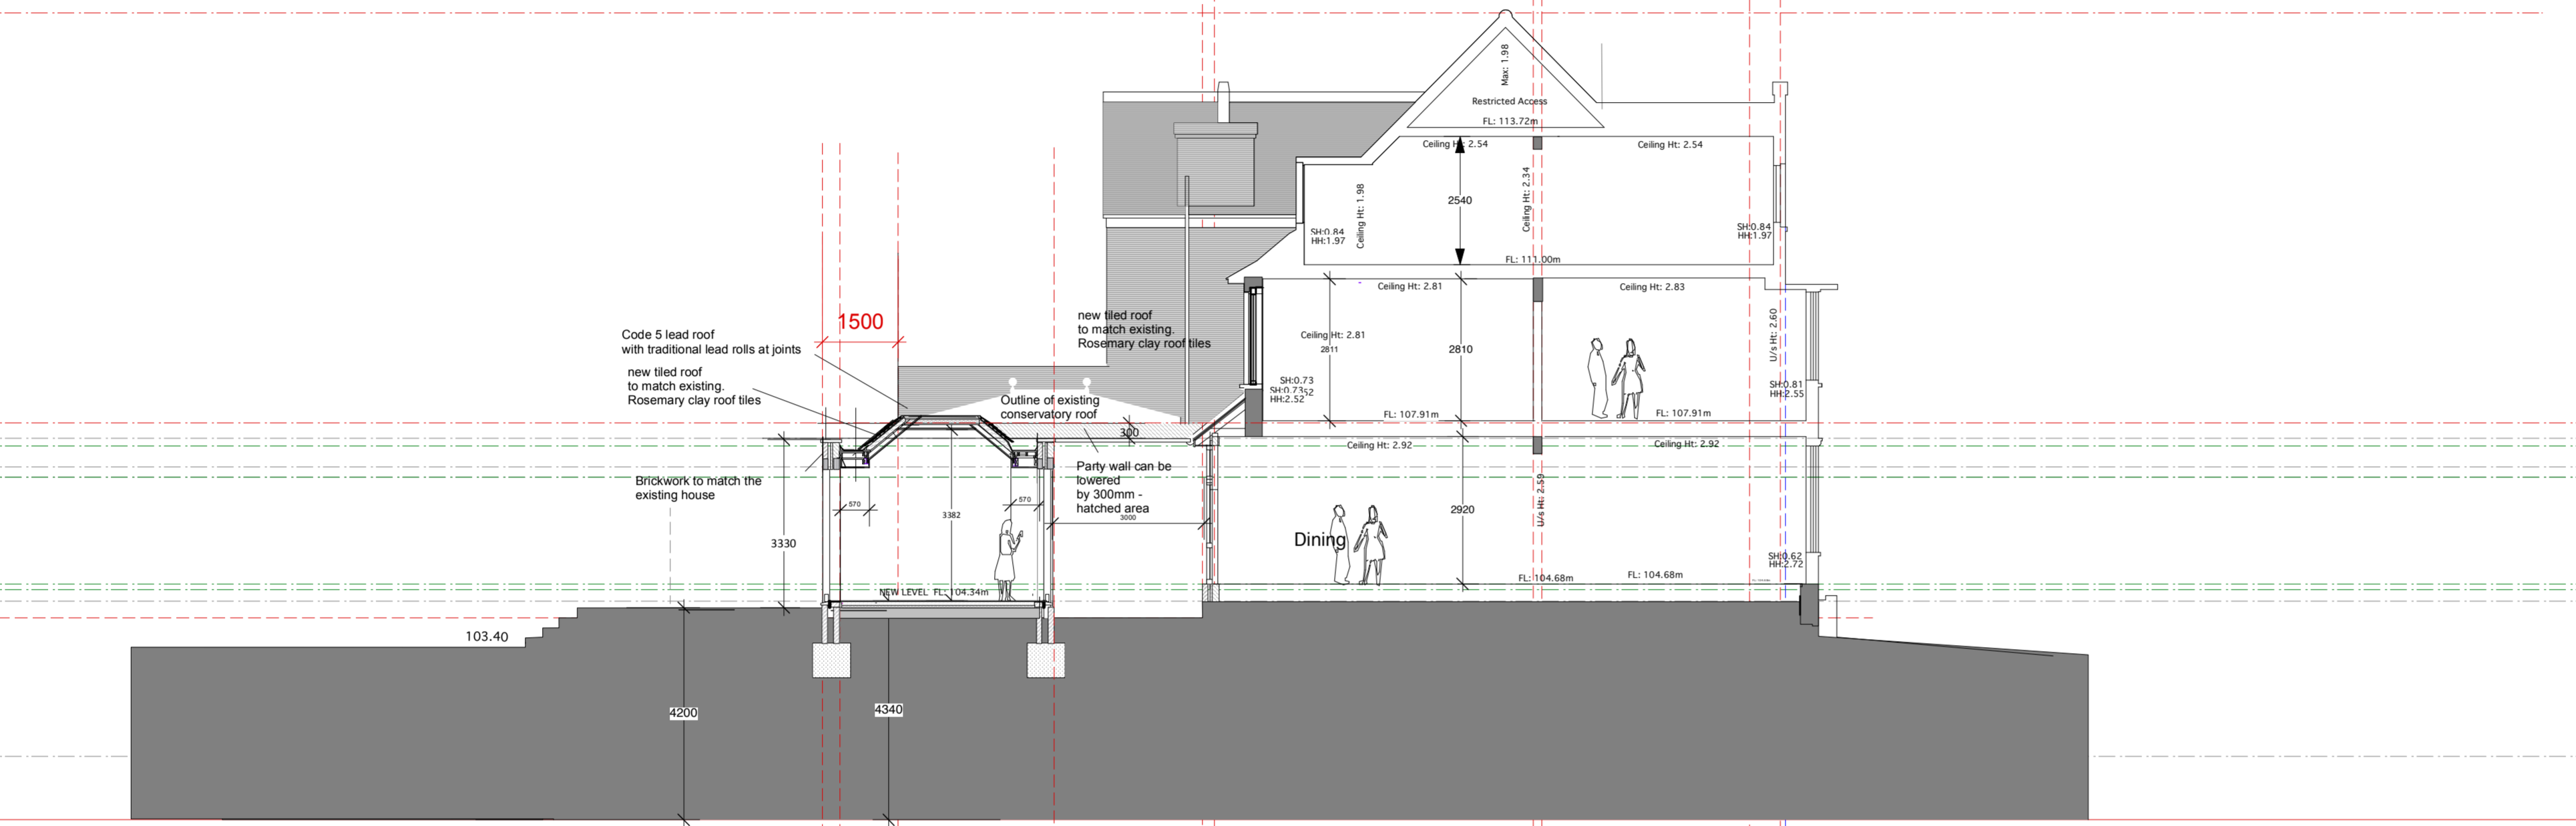 Max: 1.98
Restricted Access
FL: 113.72m
Ceiling Ht: 2.54
Ceiling Ht: 2.54
Ceiling Ht: 1.98
2540
Ceiling Ht: 2.34
SH:0.84
HH:1.97
SH:0.84
HH:1.97
FL: 111.00m
Ceiling Ht: 2.81
Ceiling Ht: 2.83
1500
Code 5 lead roof
with traditional lead rolls at joints
new tiled roof
to match existing.
Rosemary clay roof tiles
new tiled roof
to match existing.
Rosemary clay roof tiles
Ceiling Ht: 2.81
2811
2810
U/s Ht: 2.60
SH:0.73
SH:0.73
HH:2.52
SH:0.81
HH:2.55
Outline of existing
conservatory roof
FL: 107.91m
FL: 107.91m
300
Ceiling Ht: 2.92
Ceiling Ht: 2.92
Brickwork to match the
existing house
Party wall can be
lowered
by 300mm -
hatched area
3000
570
570
3382
3330
U/s Ht: 2.59
2920
Dining
SH:0.62
HH:2.72
FL: 104.68m
FL: 104.68m
NEW LEVEL FL: 104.34m
103.40
4200
4340